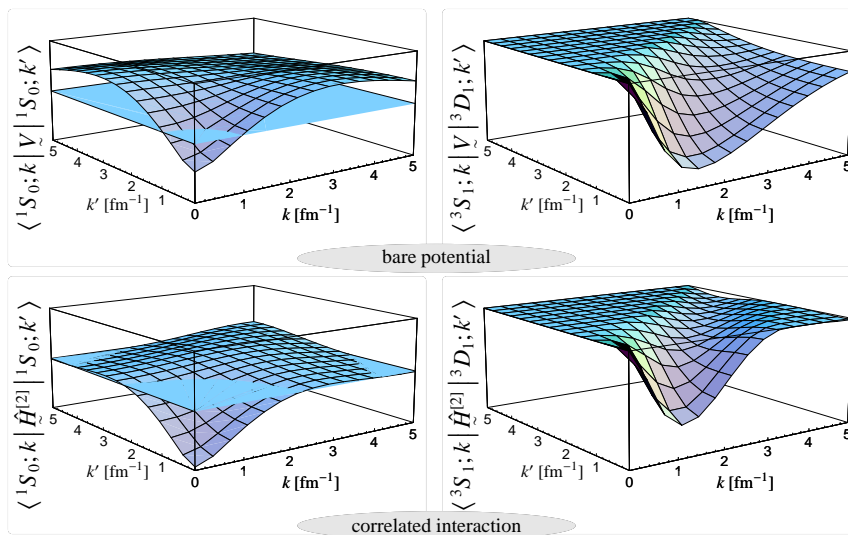 ⟨ ¹S₀; k | V̰ | ¹S₀; k′ ⟩
5 4 3 2 1
k′ [fm⁻¹]
0 1 2 3 4 5
k [fm⁻¹]
⟨ ³S₁; k | V̰ | ³D₁; k′ ⟩
5 4 3 2 1
k′ [fm⁻¹]
0 1 2 3 4 5
k [fm⁻¹]
bare potential
⟨ ¹S₀; k | Ĥ̰^[2] | ¹S₀; k′ ⟩
5 4 3 2 1
k′ [fm⁻¹]
0 1 2 3 4 5
k [fm⁻¹]
⟨ ³S₁; k | Ĥ̰^[2] | ³D₁; k′ ⟩
5 4 3 2 1
k′ [fm⁻¹]
0 1 2 3 4 5
k [fm⁻¹]
correlated interaction